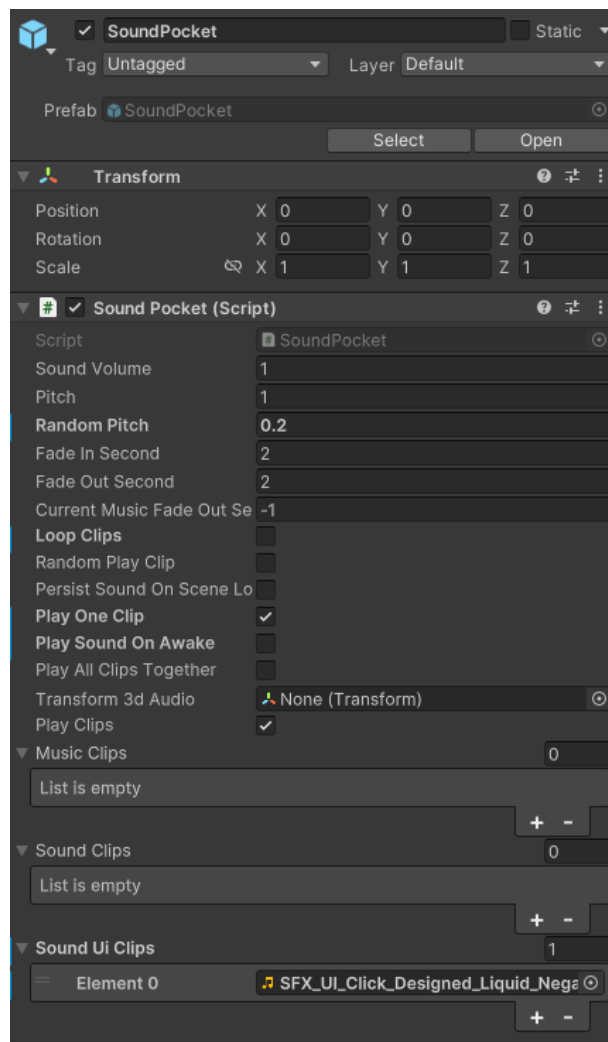 SoundPocket Static
Tag Untagged Layer Default
Prefab SoundPocket
Select Open
Transform
Position X 0 Y 0 Z 0
Rotation X 0 Y 0 Z 0
Scale X 1 Y 1 Z 1
# Sound Pocket (Script)
Script SoundPocket
Sound Volume 1
Pitch 1
Random Pitch 0.2
Fade In Second 2
Fade Out Second 2
Current Music Fade Out Se -1
Loop Clips
Random Play Clip
Persist Sound On Scene Lo
Play One Clip
Play Sound On Awake
Play All Clips Together
Transform 3d Audio None (Transform)
Play Clips
Music Clips 0
List is empty
+ -
Sound Clips 0
List is empty
+ -
Sound Ui Clips 1
Element 0 SFX_UI_Click_Designed_Liquid_Nega
+ -